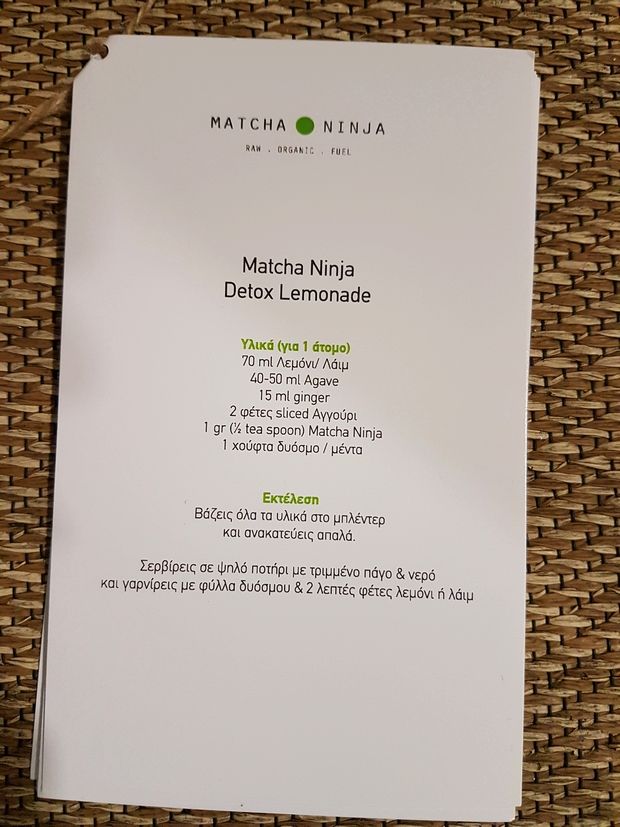 MATCHA NINJA
RAW . ORGANIC . FUEL
Matcha Ninja
Detox Lemonade
Υλικά (για 1 άτομο)
70 ml Λεμόνι/ Λάιμ
40-50 ml Agave
15 ml ginger
2 φέτες sliced Αγγούρι
1 gr (½ tea spoon) Matcha Ninja
1 χούφτα δυόσμο / μέντα
Εκτέλεση
Βάζεις όλα τα υλικά στο μπλέντερ
και ανακατεύεις απαλά.
Σερβίρεις σε ψηλό ποτήρι με τριμμένο πάγο & νερό
και γαρνίρεις με φύλλα δυόσμου & 2 λεπτές φέτες λεμόνι ή λάιμ